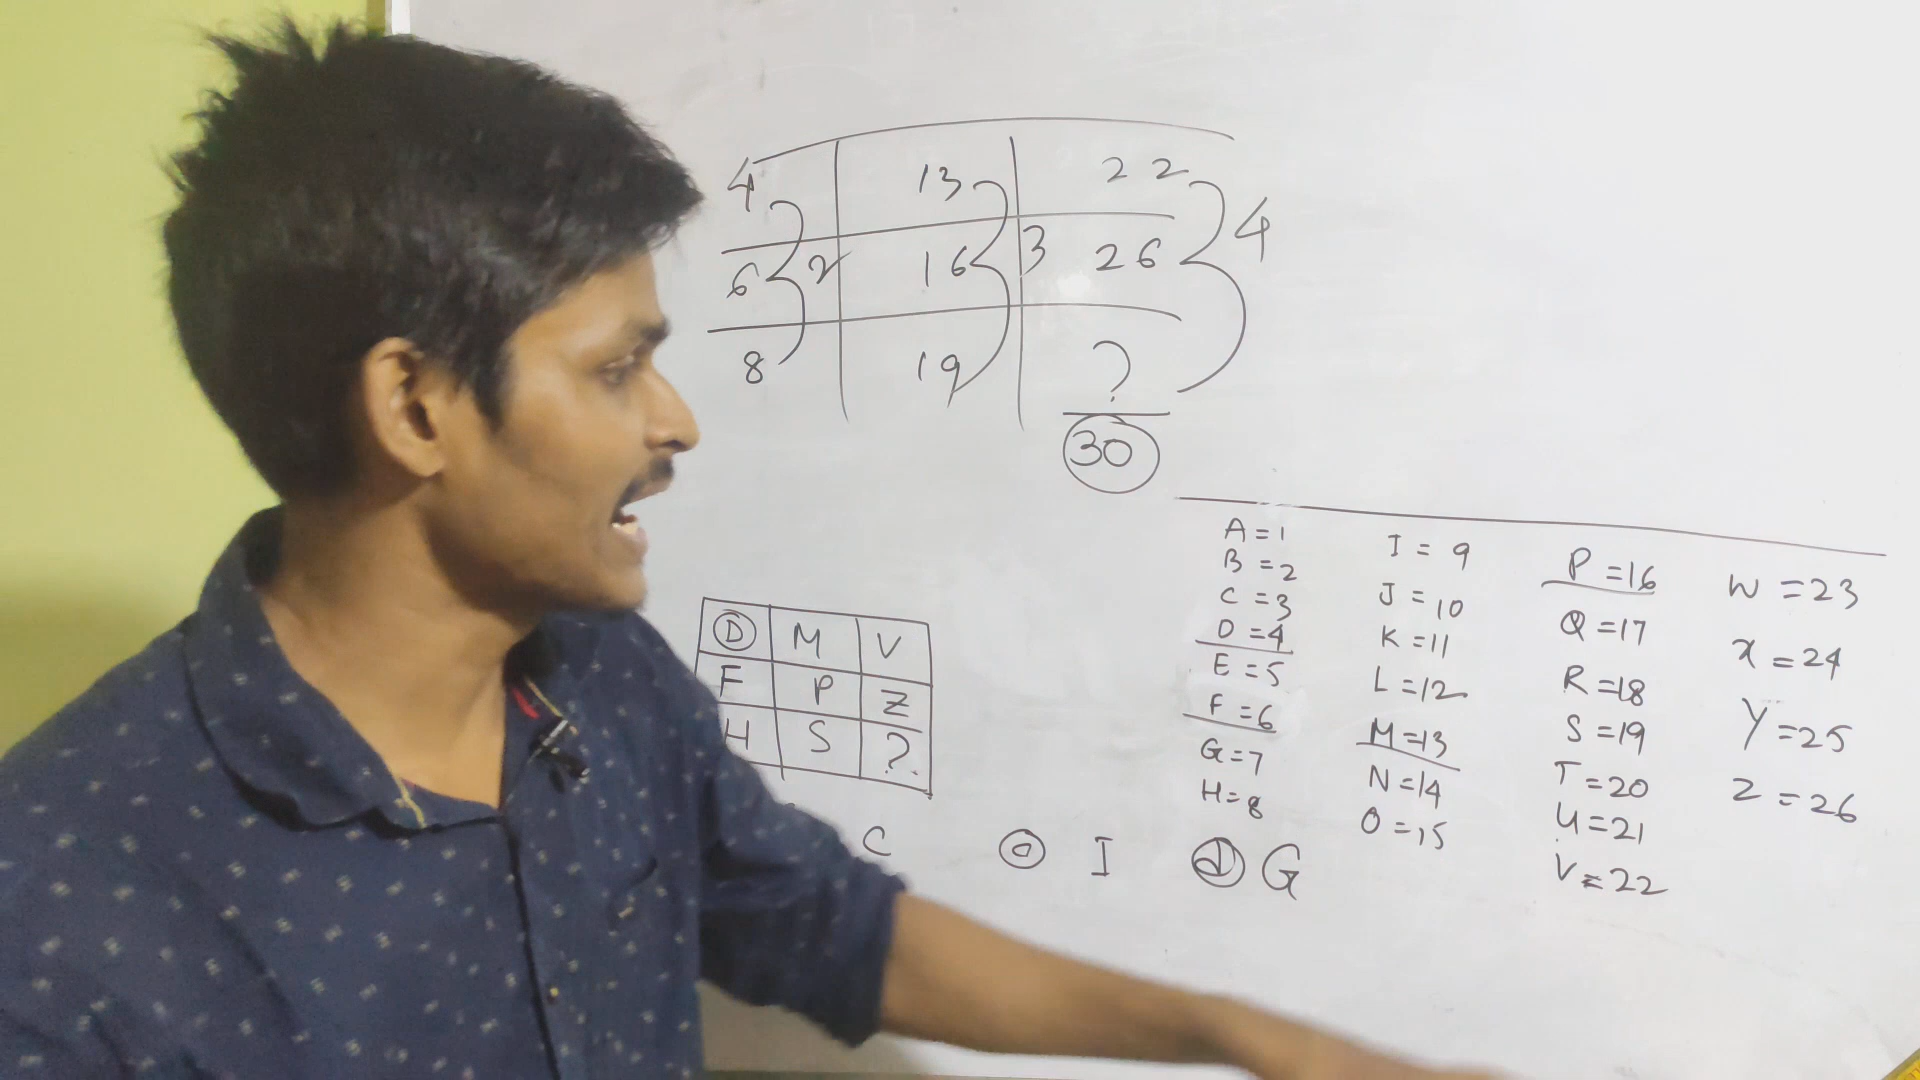 4 13 22
6 2 16 3 26 4
8 19 ?
30
D M V
F P Z
H S ?
C ⓞ I ⓓ G
A=1
B=2
C=3
D=4
E=5
F=6
G=7
H=8
I=9
J=10
K=11
L=12
M=13
N=14
O=15
P=16
Q=17
R=18
S=19
T=20
U=21
V=22
W=23
X=24
Y=25
Z=26